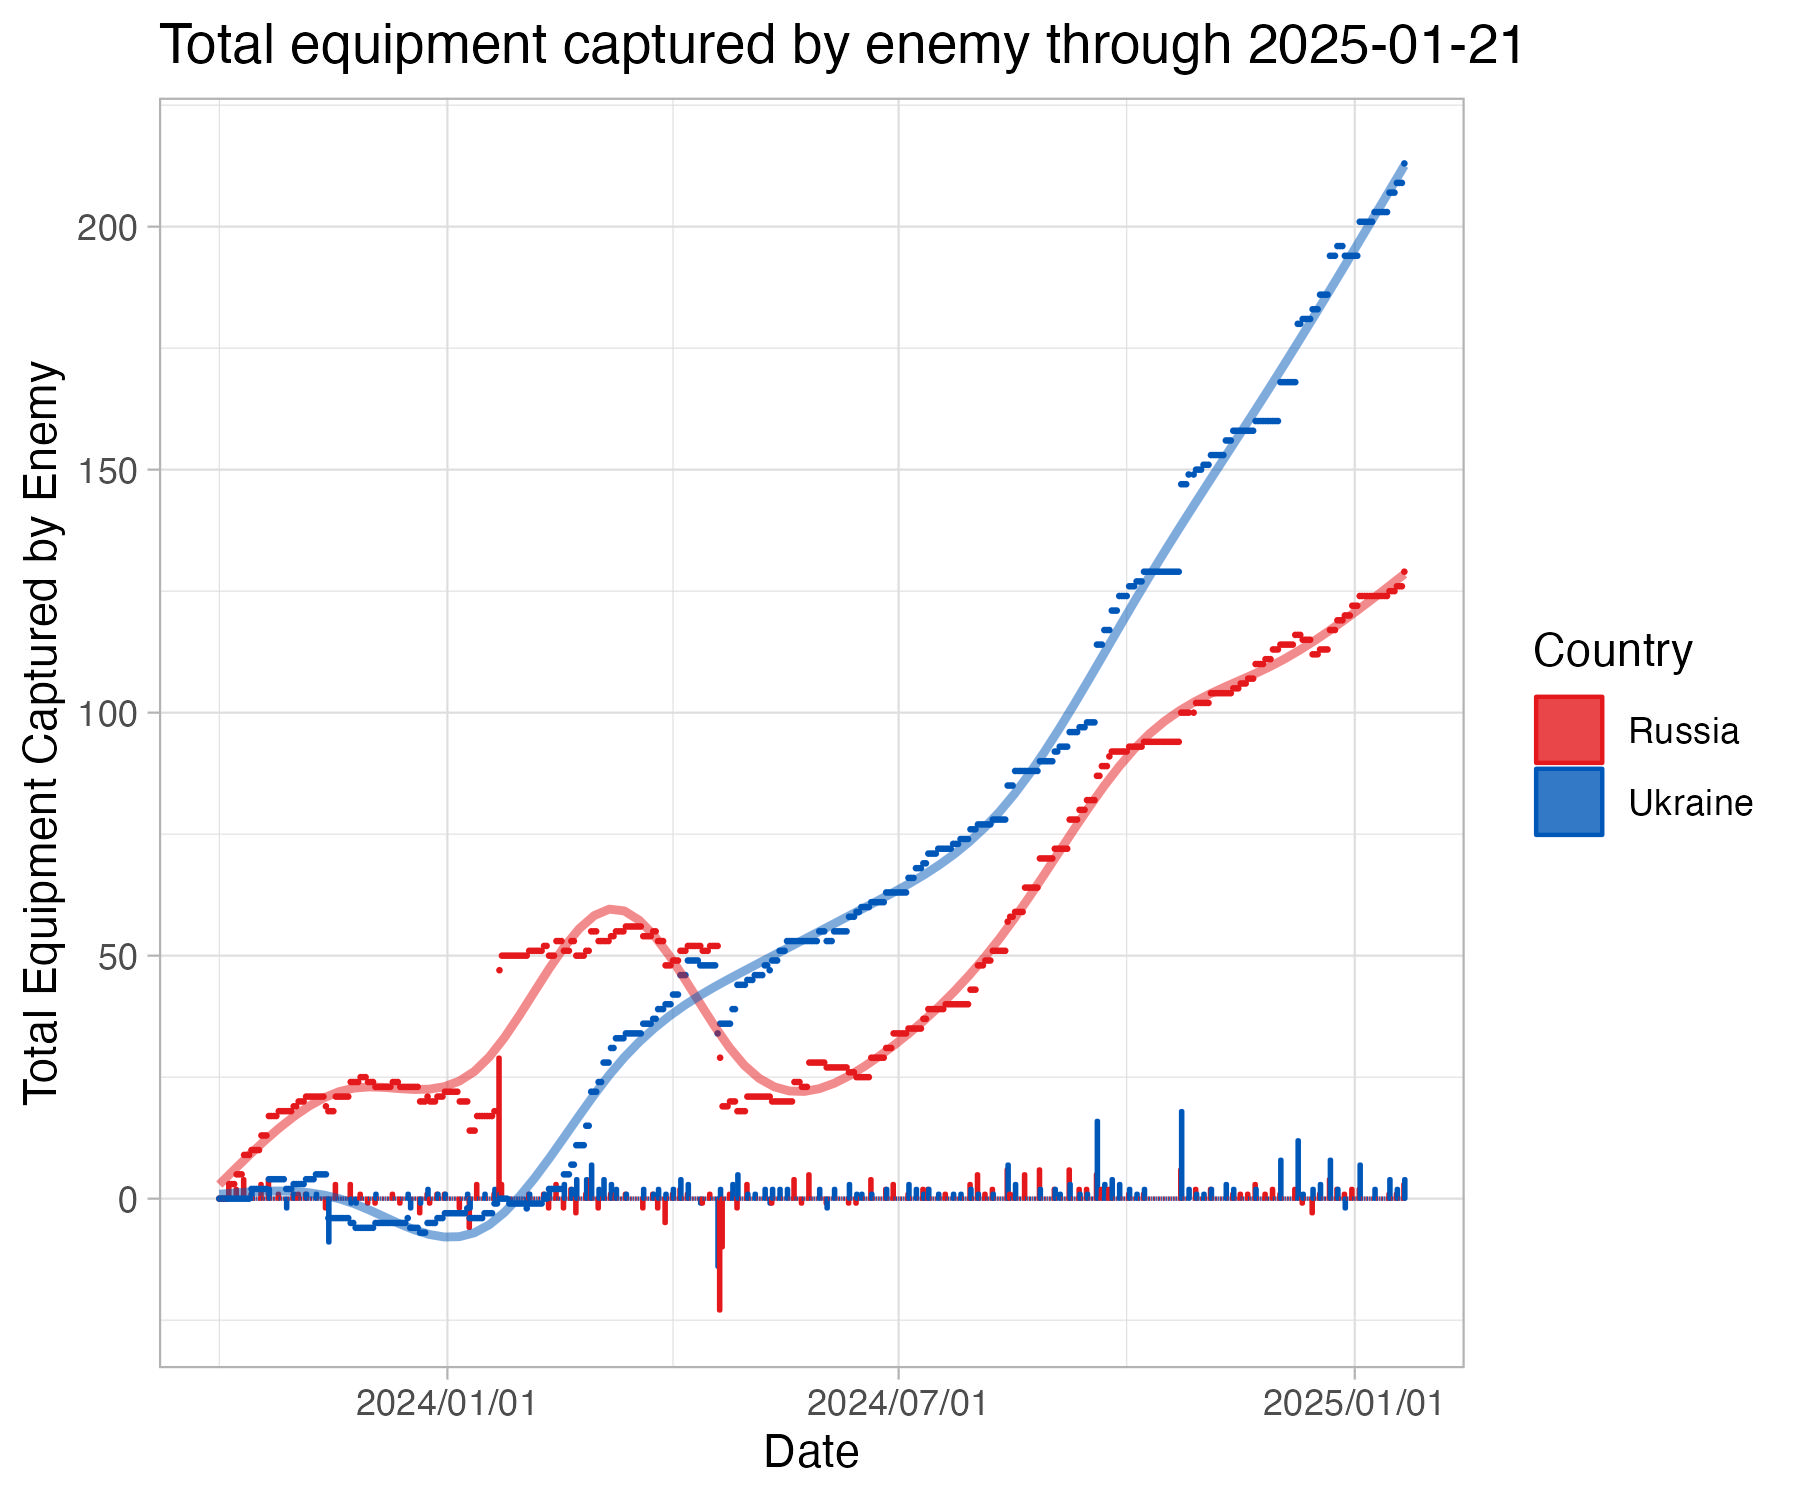 Total equipment captured by enemy through 2025-01-21
Total Equipment Captured by Enemy
200
150
100
50
0
2024/01/01
2024/07/01
2025/01/01
Date
Country
Russia
Ukraine